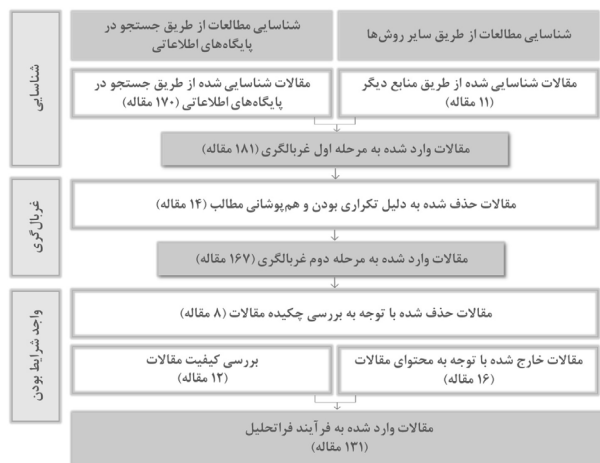 شناسایی
شناسایی مطالعات از طریق سایر روش‌ها
شناسایی مطالعات از طریق جستجو در
پایگاه‌های اطلاعاتی
مقالات شناسایی شده از طریق منابع دیگر
(۱۱ مقاله)
مقالات شناسایی شده از طریق جستجو در
پایگاه‌های اطلاعاتی (۱۷۰ مقاله)
مقالات وارد شده به مرحله اول غربالگری (۱۸۱ مقاله)
غربال‌گری
مقالات حذف شده به دلیل تکراری بودن و هم‌پوشانی مطالب (۱۴ مقاله)
مقالات وارد شده به مرحله دوم غربالگری (۱۶۷ مقاله)
واجد شرایط بودن
مقالات حذف شده با توجه به بررسی چکیده مقالات (۸ مقاله)
مقالات خارج شده با توجه به محتوای مقالات
(۱۶ مقاله)
بررسی کیفیت مقالات
(۱۲ مقاله)
مقالات وارد شده به فرآیند فراتحلیل
(۱۳۱ مقاله)